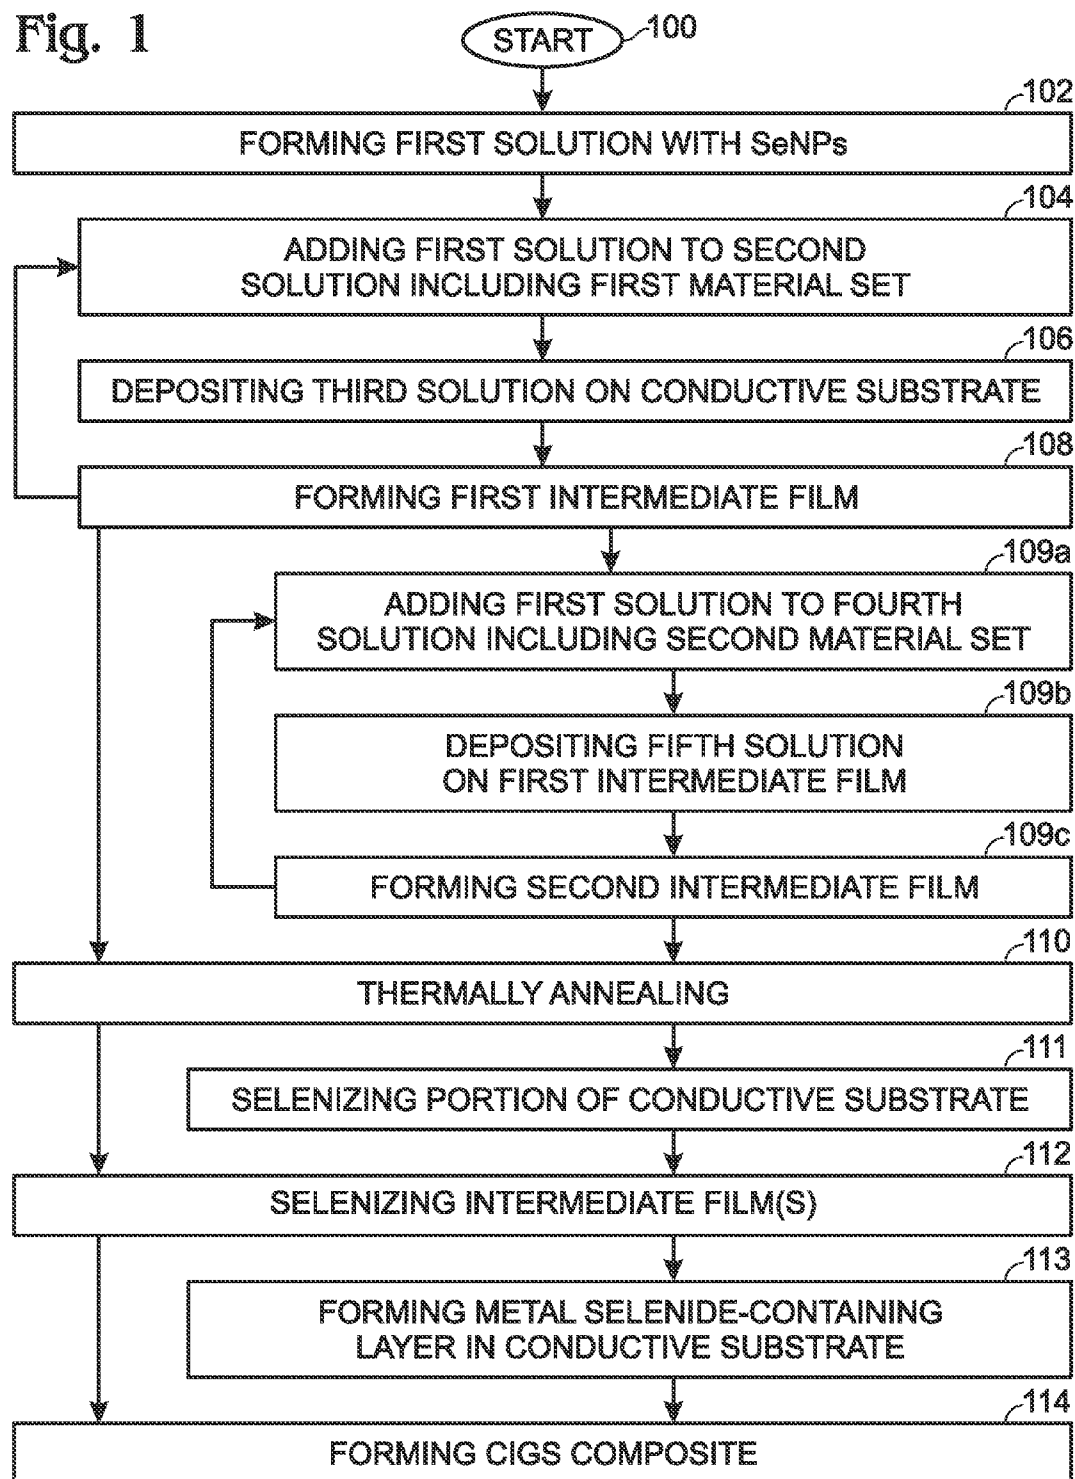 Fig. 1
START
100
102
FORMING FIRST SOLUTION WITH SeNPs
104
ADDING FIRST SOLUTION TO SECOND
SOLUTION INCLUDING FIRST MATERIAL SET
106
DEPOSITING THIRD SOLUTION ON CONDUCTIVE SUBSTRATE
108
FORMING FIRST INTERMEDIATE FILM
109a
ADDING FIRST SOLUTION TO FOURTH
SOLUTION INCLUDING SECOND MATERIAL SET
109b
DEPOSITING FIFTH SOLUTION
ON FIRST INTERMEDIATE FILM
109c
FORMING SECOND INTERMEDIATE FILM
110
THERMALLY ANNEALING
111
SELENIZING PORTION OF CONDUCTIVE SUBSTRATE
112
SELENIZING INTERMEDIATE FILM(S)
113
FORMING METAL SELENIDE-CONTAINING
LAYER IN CONDUCTIVE SUBSTRATE
114
FORMING CIGS COMPOSITE